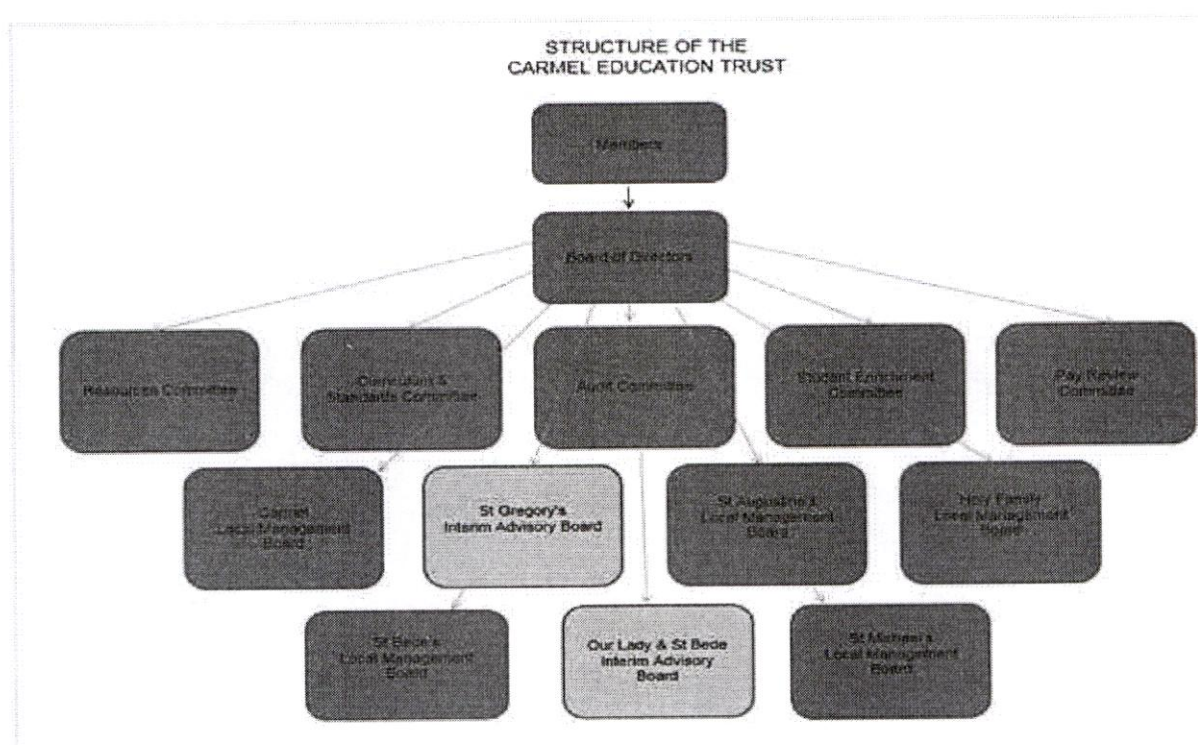 STRUCTURE OF THE
CARMEL EDUCATION TRUST
Members
Board of Directors
Resources Committee
Curriculum &
Standards Committee
Audit Committee
Student Enrichment
Committee
Pay Review
Committee
Carmel
Local Management
Board
St Gregory's
Interim Advisory Board
St Augustine's
Local Management
Board
Holy Family
Local Management
Board
St Bede's
Local Management
Board
Our Lady & St Bede
Interim Advisory
Board
St Michael's
Local Management
Board